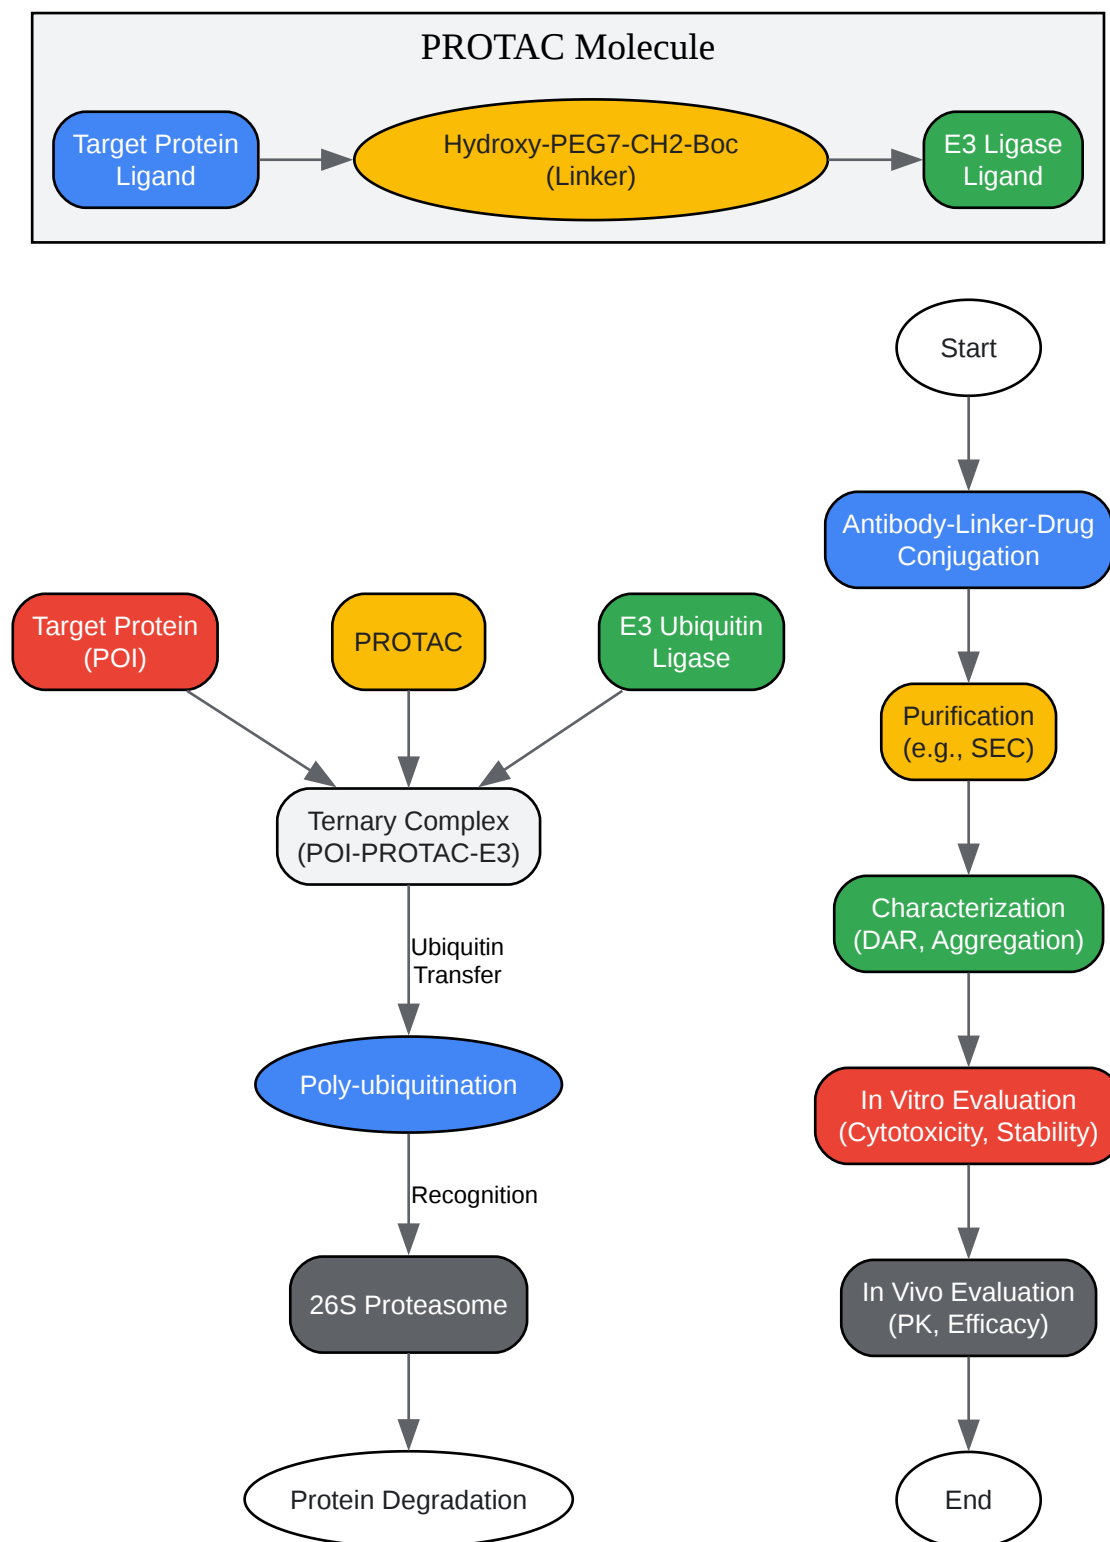 PROTAC Molecule
Target Protein
Ligand
Hydroxy-PEG7-CH2-Boc
(Linker)
E3 Ligase
Ligand
Target Protein
(POI)
PROTAC
E3 Ubiquitin
Ligase
Ternary Complex
(POI-PROTAC-E3)
Ubiquitin
Transfer
Poly-ubiquitination
Recognition
26S Proteasome
Protein Degradation
Start
Antibody-Linker-Drug
Conjugation
Purification
(e.g., SEC)
Characterization
(DAR, Aggregation)
In Vitro Evaluation
(Cytotoxicity, Stability)
In Vivo Evaluation
(PK, Efficacy)
End